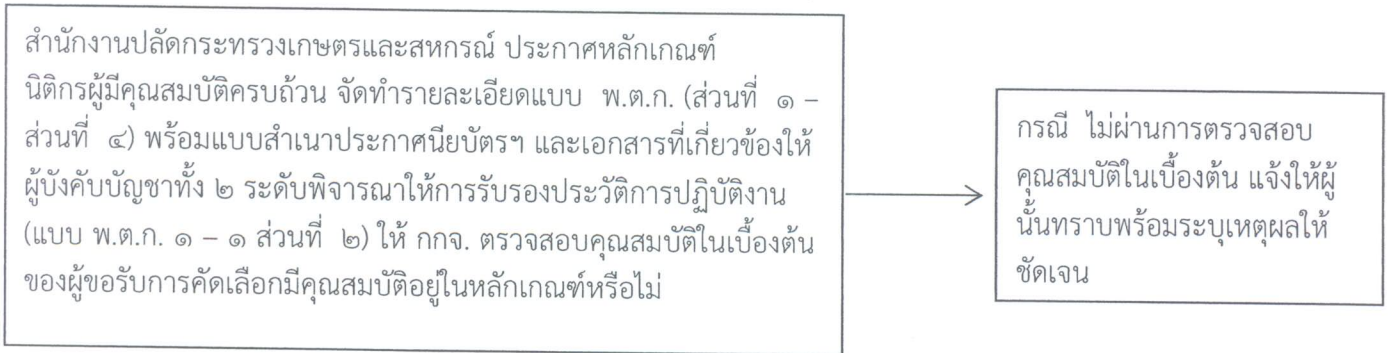 สำนักงานปลัดกระทรวงเกษตรและสหกรณ์ ประกาศหลักเกณฑ์
นิติกรผู้มีคุณสมบัติครบถ้วน จัดทำรายละเอียดแบบ พ.ต.ก. (ส่วนที่ ๑ –
ส่วนที่ ๔) พร้อมแบบสำเนาประกาศนียบัตรฯ และเอกสารที่เกี่ยวข้องให้
ผู้บังคับบัญชาทั้ง ๒ ระดับพิจารณาให้การรับรองประวัติการปฏิบัติงาน
(แบบ พ.ต.ก. ๑ – ๑ ส่วนที่ ๒) ให้ กกจ. ตรวจสอบคุณสมบัติในเบื้องต้น
ของผู้ขอรับการคัดเลือกมีคุณสมบัติอยู่ในหลักเกณฑ์หรือไม่
กรณี ไม่ผ่านการตรวจสอบ
คุณสมบัติในเบื้องต้น แจ้งให้ผู้
นั้นทราบพร้อมระบุเหตุผลให้
ชัดเจน